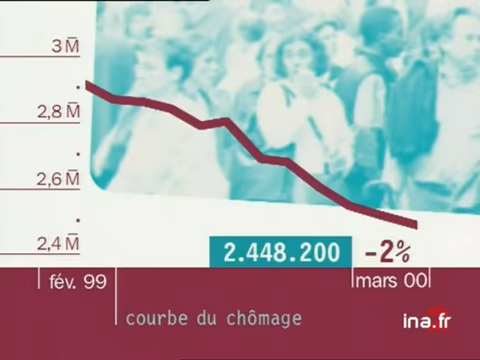 3 M̅
2,8 M̅
2,6 M̅
2,4 M̅
2.448.200 -2%
fév. 99
mars 00
courbe du chômage
ina.fr